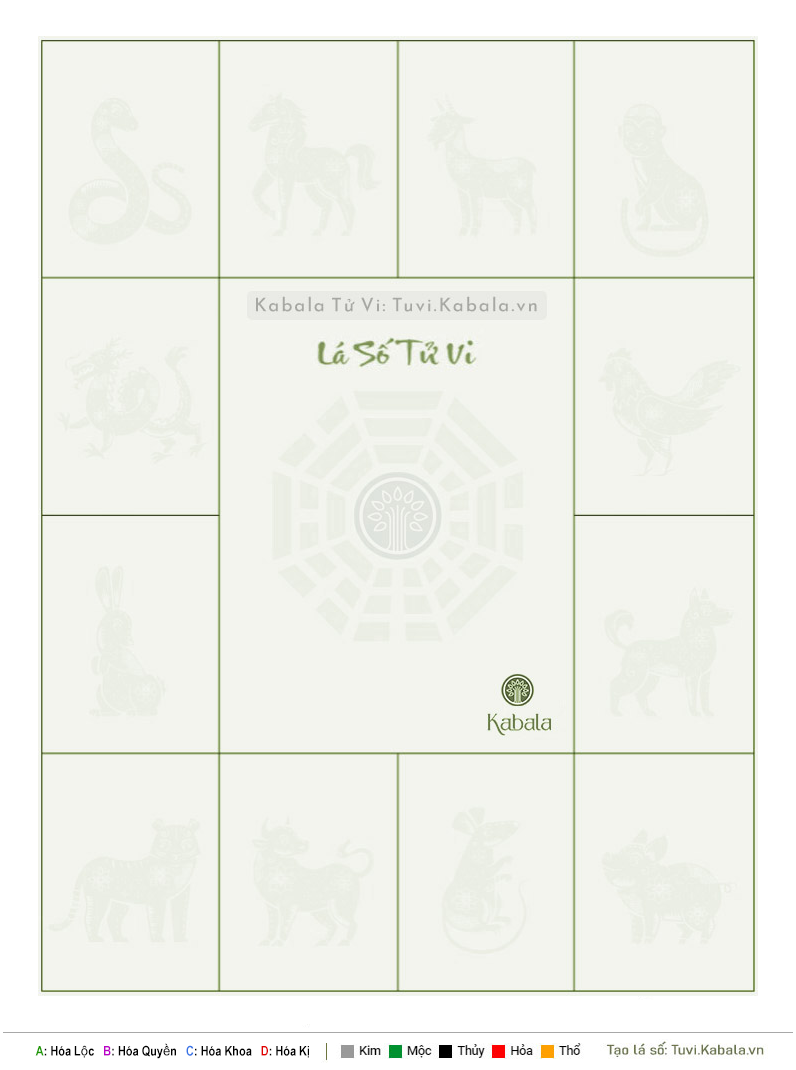 Kabala Tử Vi: Tuvi.Kabala.vn
Lá Số Tử Vi
Kabala
A: Hóa Lộc B: Hóa Quyền C: Hóa Khoa D: Hóa Kị Kim Mộc Thủy Hỏa Thổ Tạo lá số: Tuvi.Kabala.vn